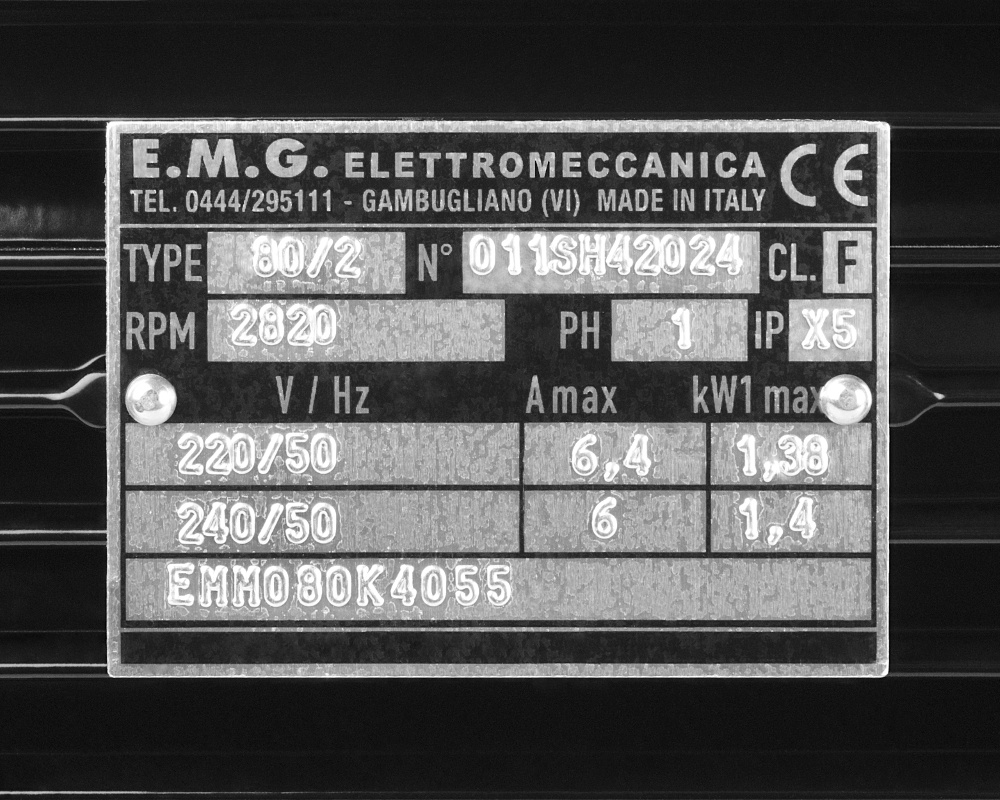 E.M.G. ELETTROMECCANICA CE
TEL. 0444/295111 - GAMBUGLIANO (VI) MADE IN ITALY
TYPE 80/2 N° 011SH42024 CL. F
RPM 2820 PH 1 IP X5
V / Hz A max kW1 max
220/50 6,4 1,38
240/50 6 1,4
EMM080K4055